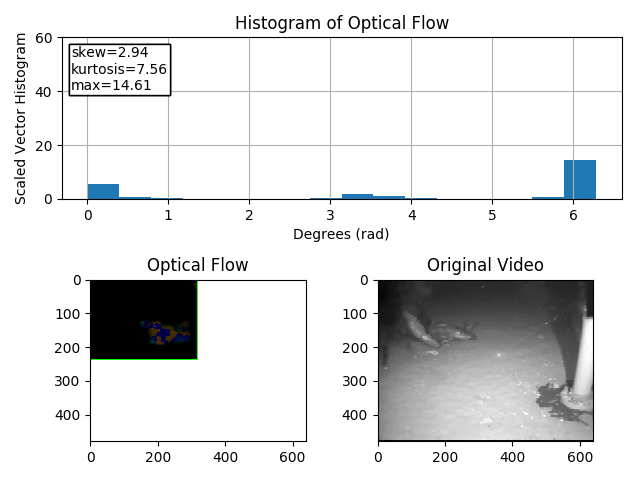 Histogram of Optical Flow
Scaled Vector Histogram
60
40
20
0
skew=2.94
kurtosis=7.56
max=14.61
0 1 2 3 4 5 6
Degrees (rad)
Optical Flow
0
100
200
300
400
0 200 400 600
Original Video
0
100
200
300
400
0 200 400 600